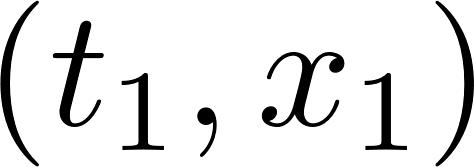 (t₁, x₁)